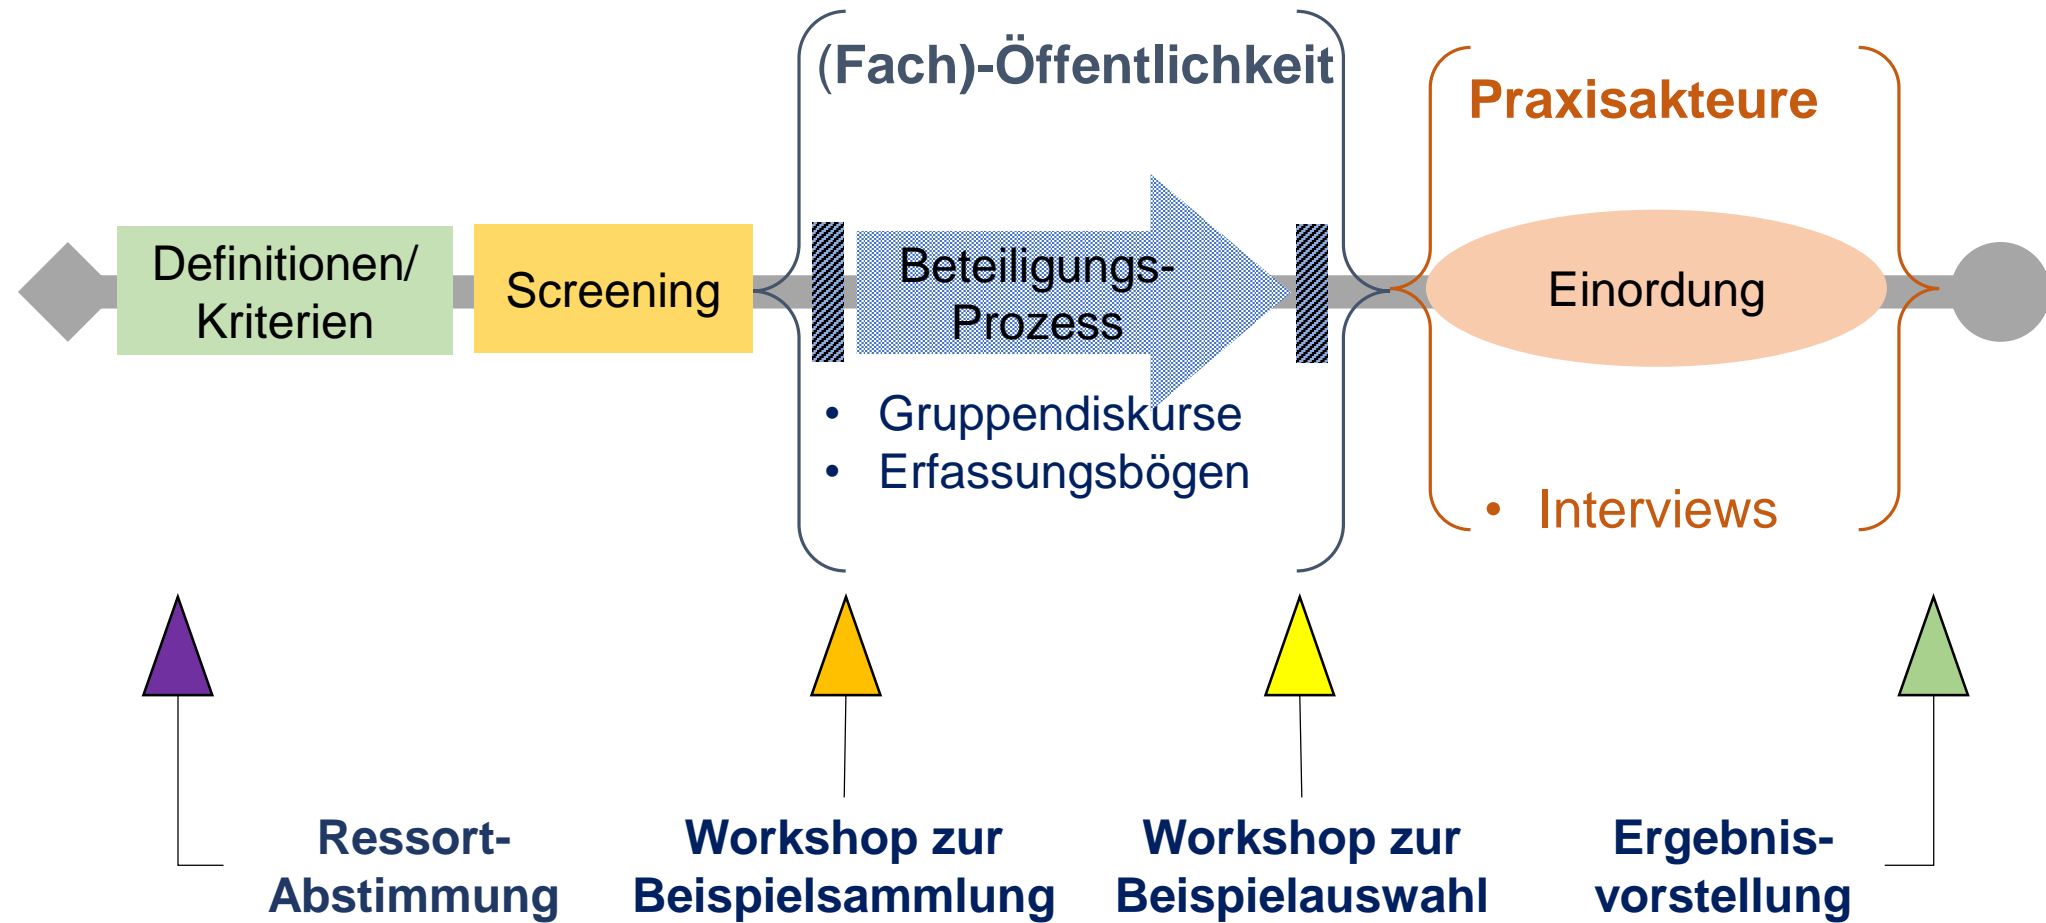 (Fach)-Öffentlichkeit
Praxisakteure
Definitionen/
Kriterien
Screening
Beteiligungs-
Prozess
Einordung
• Gruppendiskurse
• Erfassungsbögen
• Interviews
Ressort-
Abstimmung
Workshop zur
Beispielsammlung
Workshop zur
Beispielauswahl
Ergebnis-
vorstellung